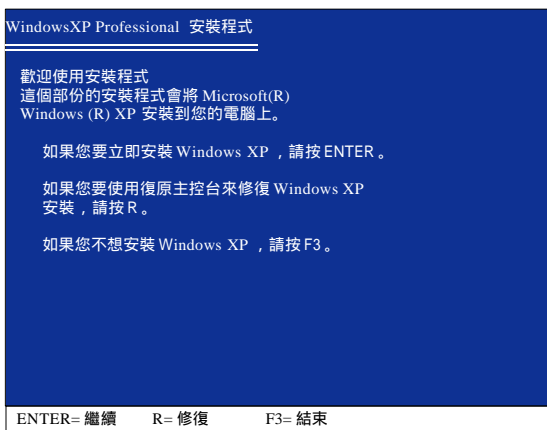 WindowsXP Professional 安裝程式
歡迎使用安裝程式
這個部份的安裝程式會將 Microsoft(R)
Windows (R) XP 安裝到您的電腦上。
如果您要立即安裝 Windows XP ，請按 ENTER 。
如果您要使用復原主控台來修復 Windows XP
安裝，請按 R 。
如果您不想安裝 Windows XP ，請按 F3 。
ENTER= 繼續 R= 修復 F3= 結束